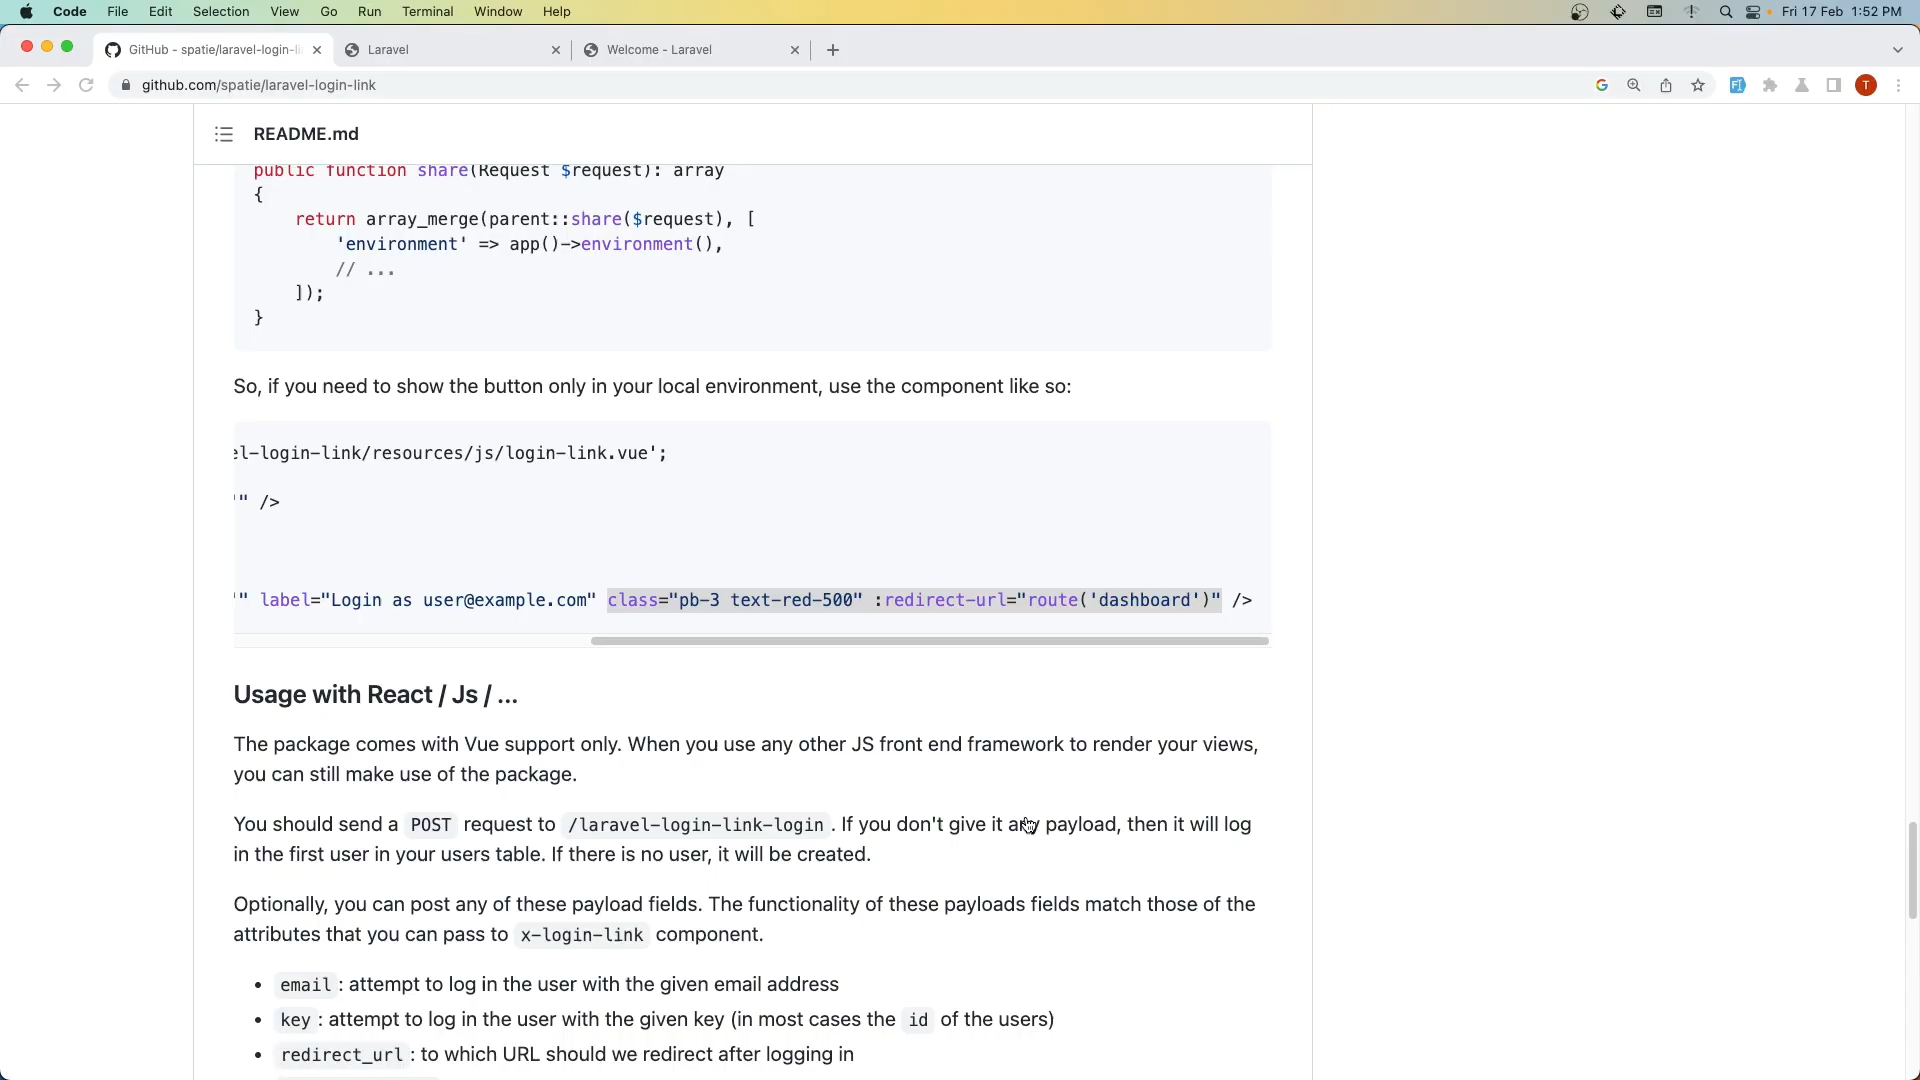 Code File Edit Selection View Go Run Terminal Window Help Fri 17 Feb 1:52 PM
GitHub - spatie/laravel-login-li Laravel Welcome - Laravel
github.com/spatie/laravel-login-link T
README.md
public function share(Request $request): array
{
return array_merge(parent::share($request), [
'environment' => app()->environment(),
// ...
]);
}
So, if you need to show the button only in your local environment, use the component like so:
el-login-link/resources/js/login-link.vue';
'" />
'" label="Login as user@example.com" class="pb-3 text-red-500" :redirect-url="route('dashboard')" />
Usage with React / Js / ...
The package comes with Vue support only. When you use any other JS front end framework to render your views,
you can still make use of the package.
You should send a POST request to /laravel-login-link-login . If you don't give it any payload, then it will log
in the first user in your users table. If there is no user, it will be created.
Optionally, you can post any of these payload fields. The functionality of these payloads fields match those of the
attributes that you can pass to x-login-link component.
• email : attempt to log in the user with the given email address
• key : attempt to log in the user with the given key (in most cases the id of the users)
• redirect_url : to which URL should we redirect after logging in